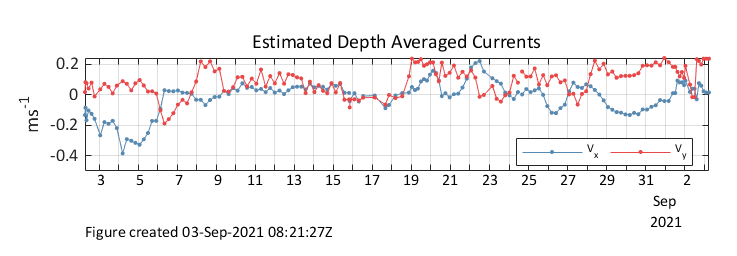 Estimated Depth Averaged Currents
0.2
0
-0.2
-0.4
ms-1
Vx
Vy
3 5 7 9 11 13 15 17 19 21 23 25 27 29 31 2
Sep
2021
Figure created 03-Sep-2021 08:21:27Z